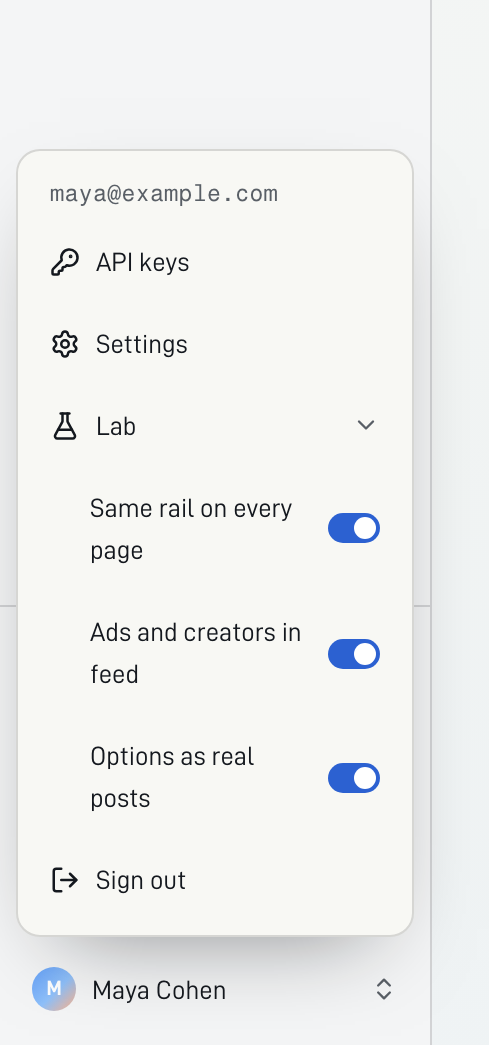 maya@example.com
API keys
Settings
Lab
Same rail on every
page
Ads and creators in
feed
Options as real
posts
Sign out
M
Maya Cohen